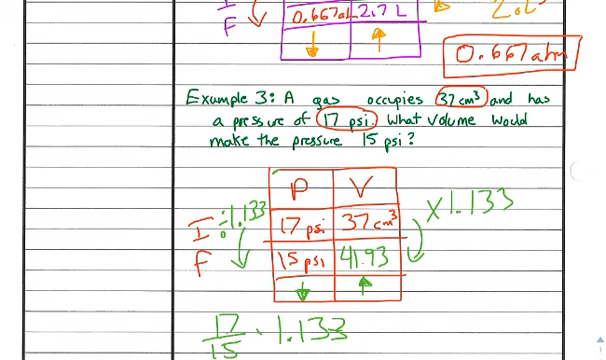 I
0.667atm 2.7 L
F
0.667atm
Example 3: A gas occupies 37 cm³ and has
a pressure of 17 psi. What volume would
make the pressure 15 psi?
P V
÷1.133 ×1.133
I 17 psi 37 cm³
F 15 psi 41.93
17/15 · 1.133